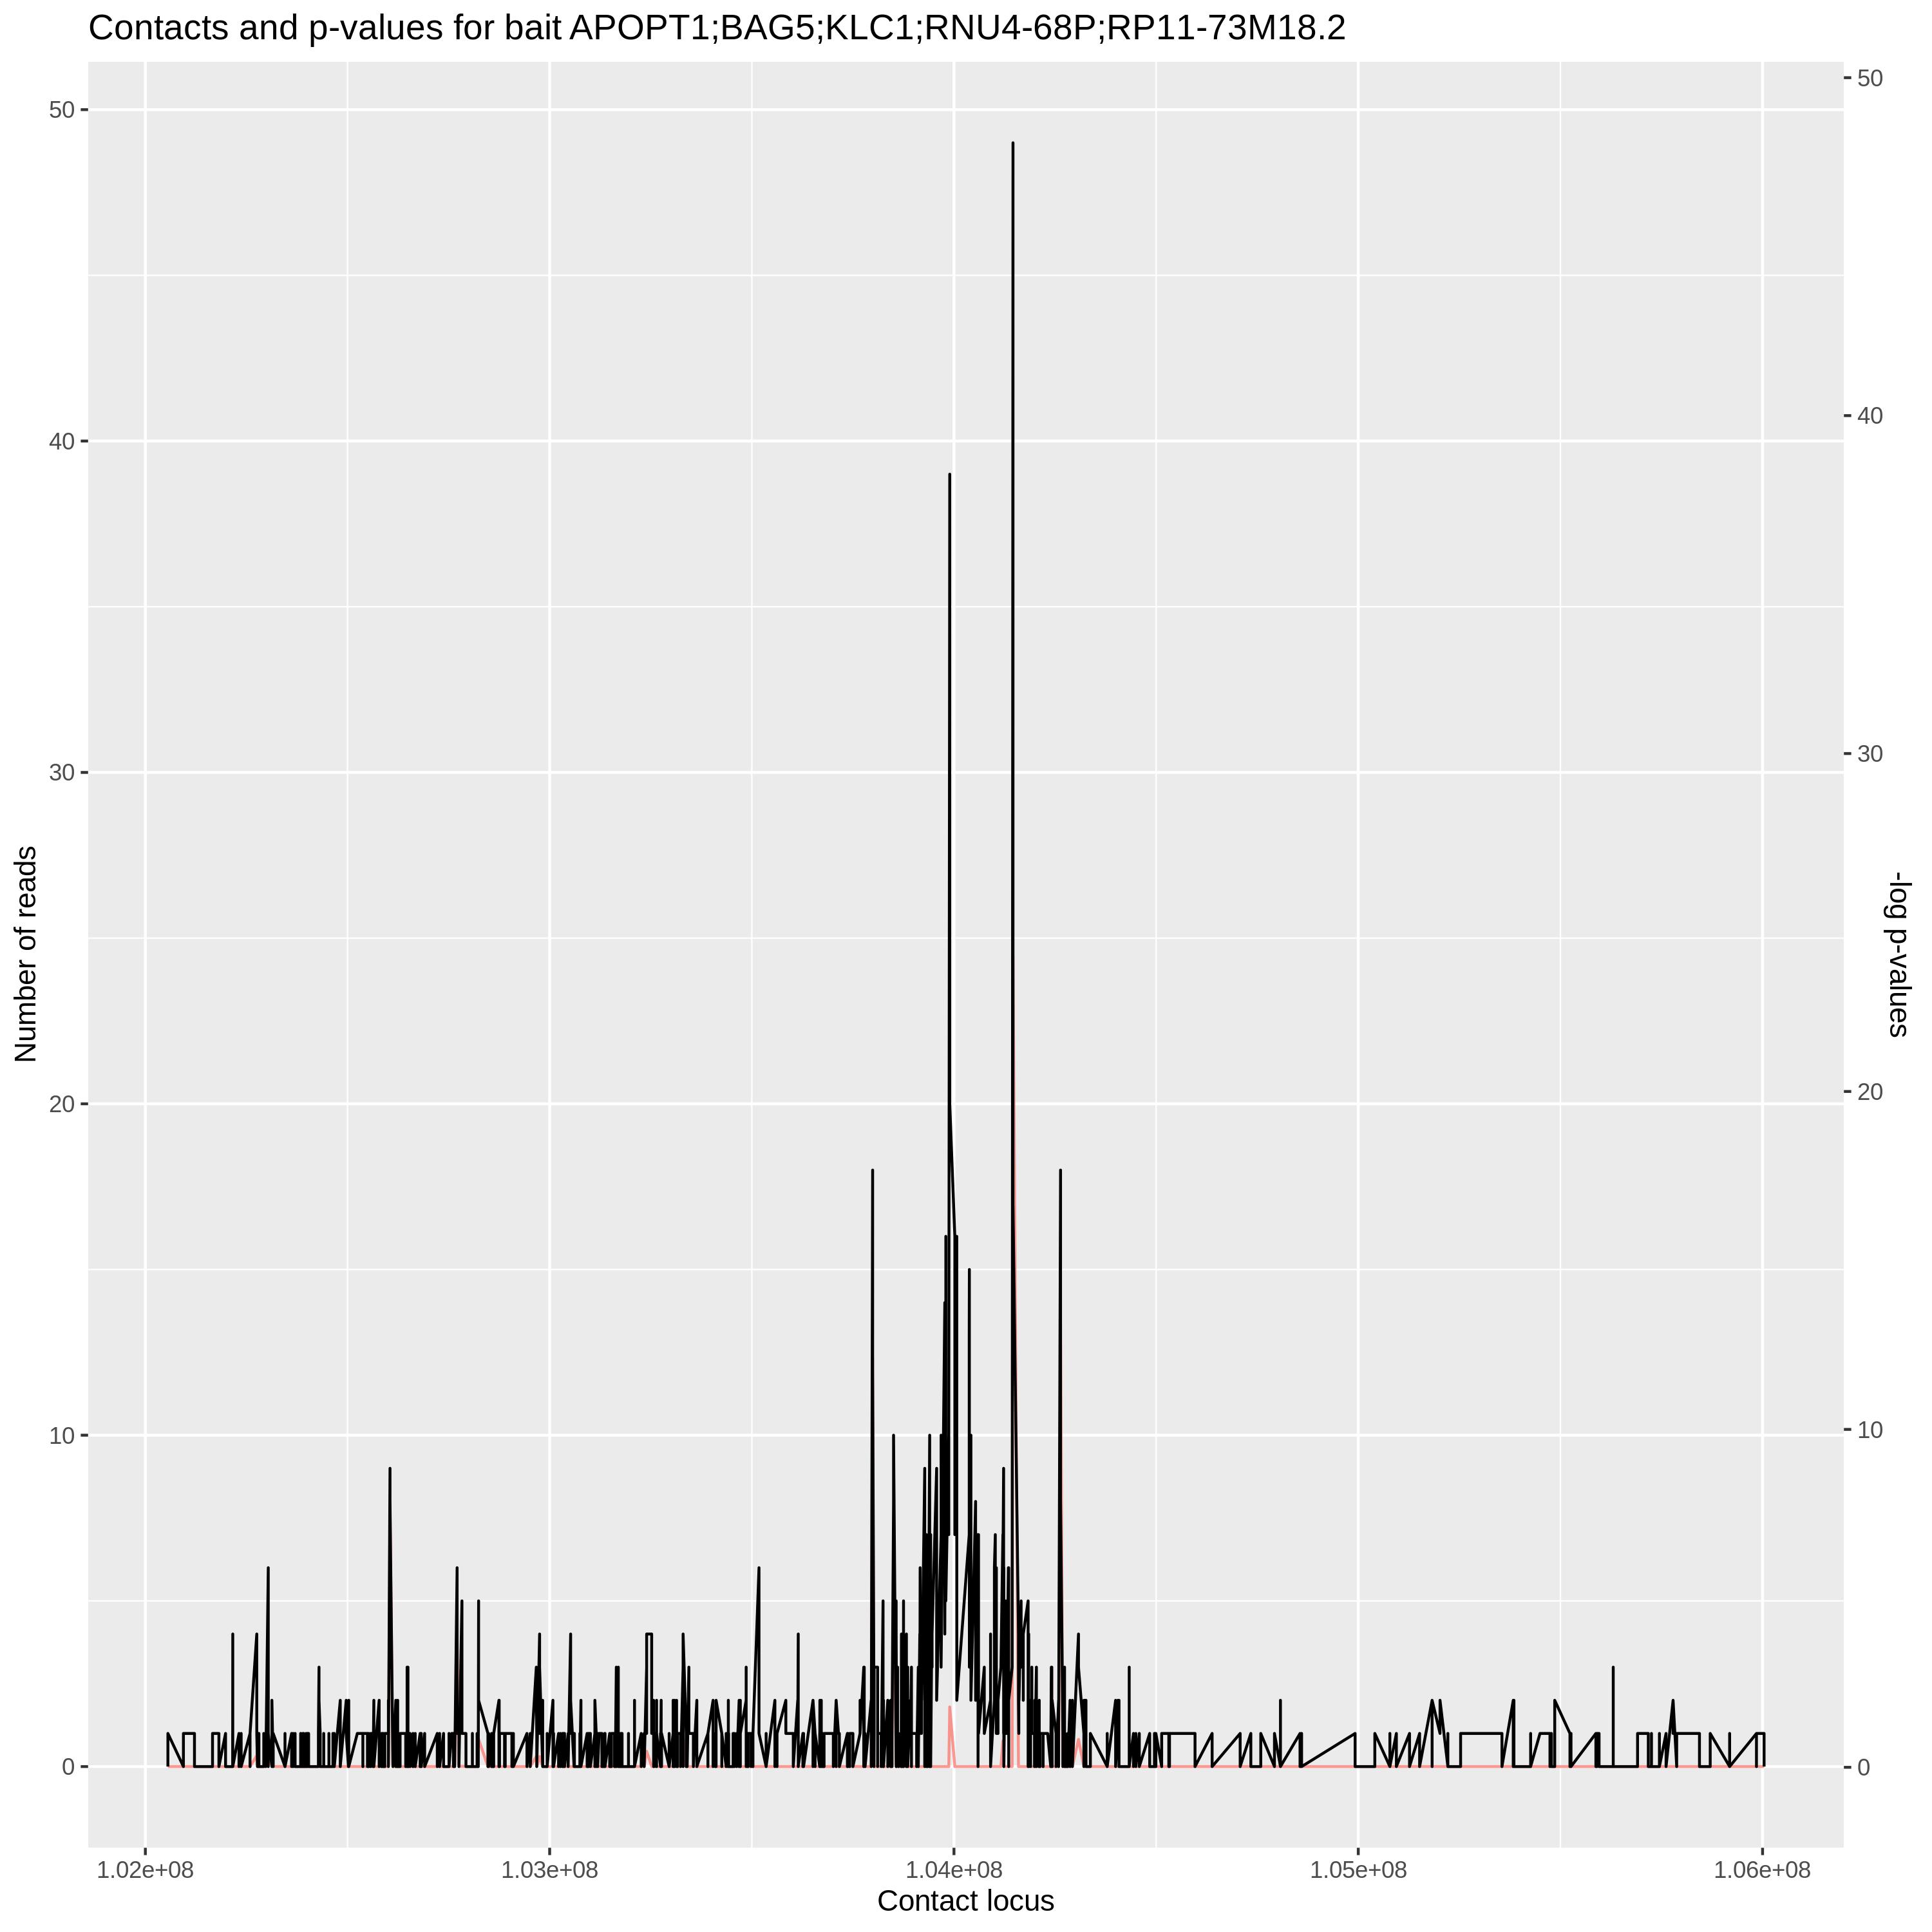 Contacts and p-values for bait APOPT1;BAG5;KLC1;RNU4-68P;RP11-73M18.2
50
40
30
20
10
0
Number of reads
50
40
30
20
10
0
-log p-values
1.02e+08 1.03e+08 1.04e+08 1.05e+08 1.06e+08
Contact locus